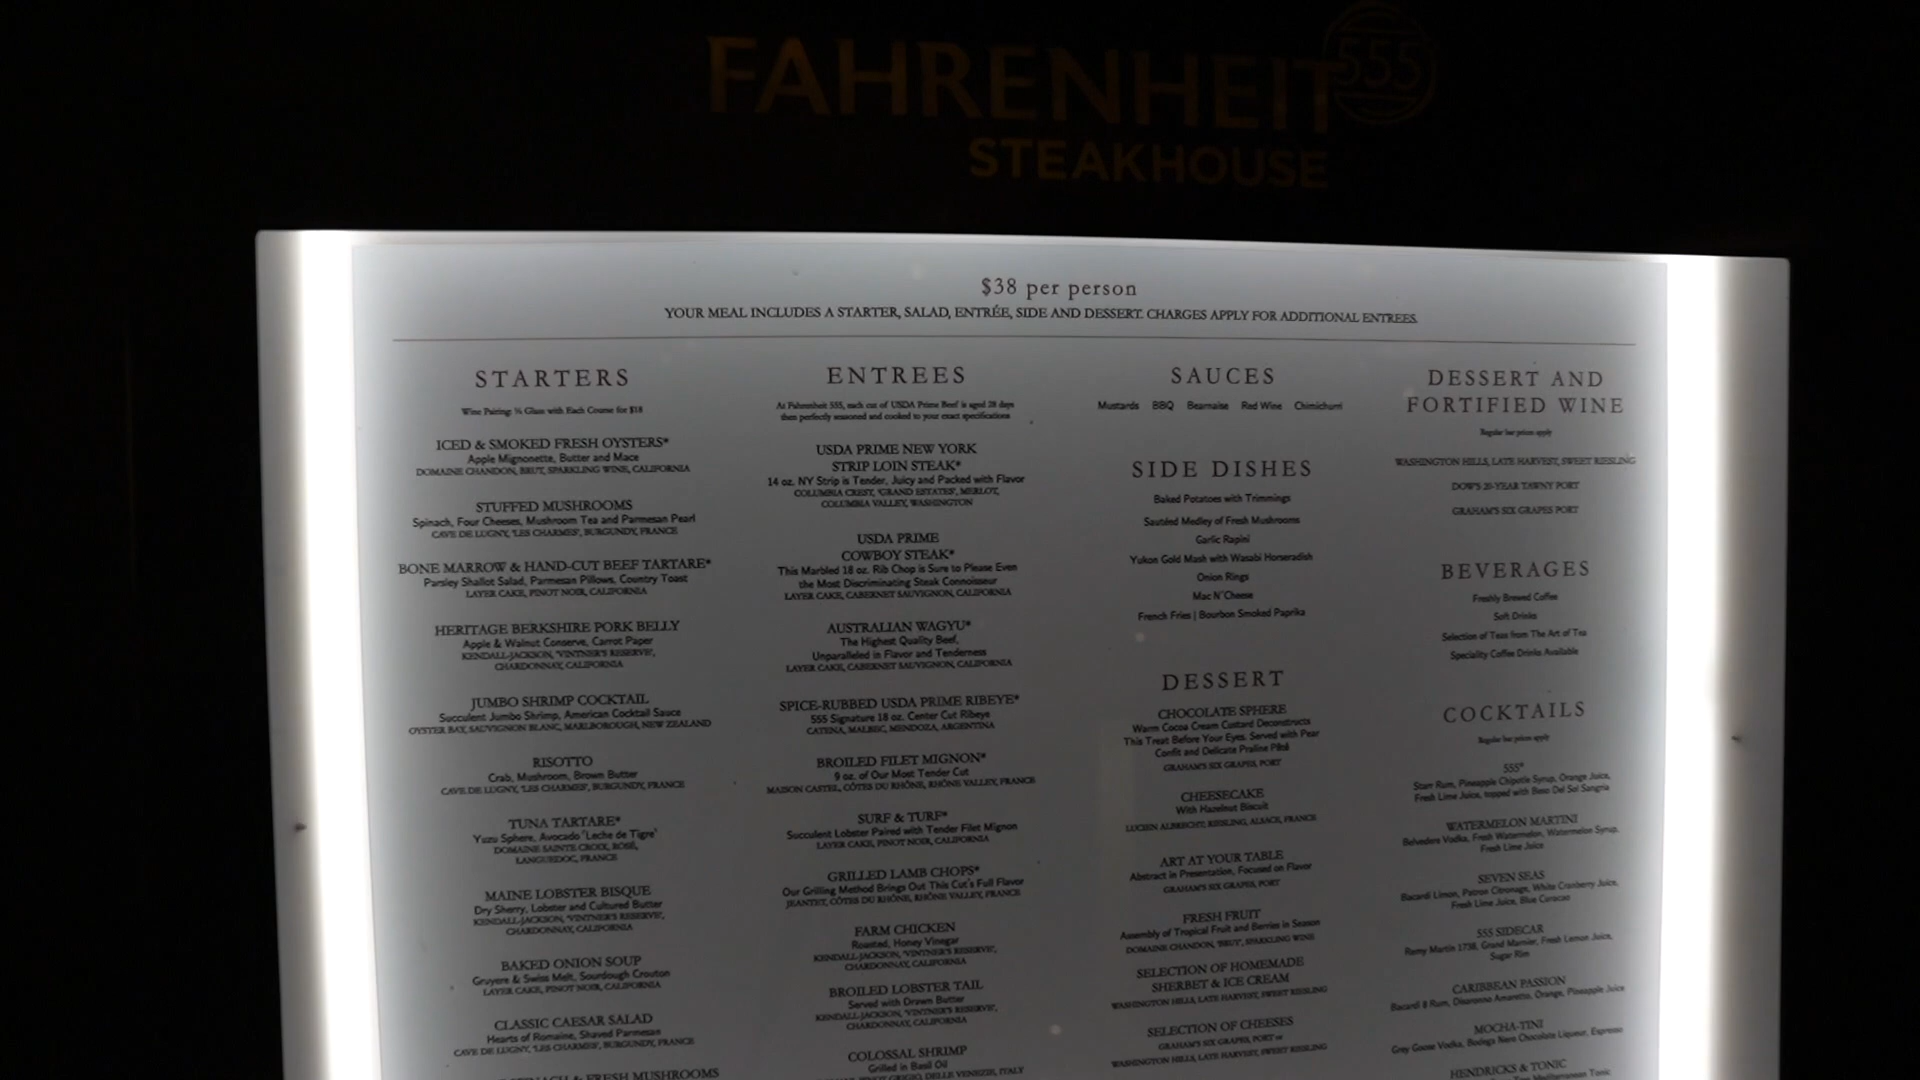 FAHRENHEIT 555
STEAKHOUSE
$38 per person
YOUR MEAL INCLUDES A STARTER, SALAD, ENTRÉE, SIDE AND DESSERT. CHARGES APPLY FOR ADDITIONAL ENTREES.
STARTERS
Wine Pairing: ½ Glass with Each Course for $18
ICED & SMOKED FRESH OYSTERS*
Apple Mignonette, Butter and Mace
DOMAINE CHANDON, BRUT, SPARKLING WINE, CALIFORNIA
STUFFED MUSHROOMS
Spinach, Four Cheeses, Mushroom Tea and Parmesan Pearl
CAVE DE LUGNY, 'LES CHARMES', BURGUNDY, FRANCE
BONE MARROW & HAND-CUT BEEF TARTARE*
Parsley Shallot Salad, Parmesan Pillows, Country Toast
LAYER CAKE, PINOT NOIR, CALIFORNIA
HERITAGE BERKSHIRE PORK BELLY
Apple & Walnut Conserve, Carrot Paper
KENDALL-JACKSON, 'VINTNER'S RESERVE',
CHARDONNAY, CALIFORNIA
JUMBO SHRIMP COCKTAIL
Succulent Jumbo Shrimp, American Cocktail Sauce
OYSTER BAY, SAUVIGNON BLANC, MARLBOROUGH, NEW ZEALAND
RISOTTO
Crab, Mushroom, Brown Butter
CAVE DE LUGNY, 'LES CHARMES', BURGUNDY, FRANCE
TUNA TARTARE*
Yuzu Sphere, Avocado 'Leche de Tigre'
DOMAINE SAINTE CROIX, ROSÉ,
LANGUEDOC, FRANCE
MAINE LOBSTER BISQUE
Dry Sherry, Lobster and Cultured Butter
KENDALL-JACKSON, 'VINTNER'S RESERVE',
CHARDONNAY, CALIFORNIA
BAKED ONION SOUP
Gruyere & Swiss Melt, Sourdough Crouton
LAYER CAKE, PINOT NOIR, CALIFORNIA
CLASSIC CAESAR SALAD
Hearts of Romaine, Shaved Parmesan
CAVE DE LUGNY, 'LES CHARMES', BURGUNDY, FRANCE
SPINACH & FRESH MUSHROOMS
ENTREES
At Fahrenheit 555, each cut of USDA Prime Beef is aged 28 days
then perfectly seasoned and cooked to your exact specifications
USDA PRIME NEW YORK
STRIP LOIN STEAK*
14 oz. NY Strip is Tender, Juicy and Packed with Flavor
COLUMBIA CREST, 'GRAND ESTATES', MERLOT,
COLUMBIA VALLEY, WASHINGTON
USDA PRIME
COWBOY STEAK*
This Marbled 18 oz. Rib Chop is Sure to Please Even
the Most Discriminating Steak Connoisseur
LAYER CAKE, CABERNET SAUVIGNON, CALIFORNIA
AUSTRALIAN WAGYU*
The Highest Quality Beef,
Unparalleled in Flavor and Tenderness
LAYER CAKE, CABERNET SAUVIGNON, CALIFORNIA
SPICE-RUBBED USDA PRIME RIBEYE*
555 Signature 18 oz. Center Cut Ribeye
CATENA, MALBEC, MENDOZA, ARGENTINA
BROILED FILET MIGNON*
9 oz. of Our Most Tender Cut
MAISON CASTEL, CÔTES DU RHÔNE, RHÔNE VALLEY, FRANCE
SURF & TURF*
Succulent Lobster Paired with Tender Filet Mignon
LAYER CAKE, PINOT NOIR, CALIFORNIA
GRILLED LAMB CHOPS*
Our Grilling Method Brings Out This Cut's Full Flavor
JEANTET, CÔTES DU RHÔNE, RHÔNE VALLEY, FRANCE
FARM CHICKEN
Roasted, Honey Vinegar
KENDALL-JACKSON, 'VINTNER'S RESERVE',
CHARDONNAY, CALIFORNIA
BROILED LOBSTER TAIL
Served with Drawn Butter
KENDALL-JACKSON, 'VINTNER'S RESERVE',
CHARDONNAY, CALIFORNIA
COLOSSAL SHRIMP
Grilled in Basil Oil
PINOT GRIGIO, DELLE VENEZIE, ITALY
SAUCES
Mustards BBQ Bearnaise Red Wine Chimichurri
SIDE DISHES
Baked Potatoes with Trimmings
Sautéed Medley of Fresh Mushrooms
Garlic Rapini
Yukon Gold Mash with Wasabi Horseradish
Onion Rings
Mac N' Cheese
French Fries | Bourbon Smoked Paprika
DESSERT
CHOCOLATE SPHERE
Warm Cocoa Cream Custard Deconstructs
This Treat Before Your Eyes. Served with Pear
Confit and Delicate Praline Pâté
GRAHAM'S SIX GRAPES, PORT
CHEESECAKE
With Hazelnut Biscuit
LUCIEN ALBRECHT, RIESLING, ALSACE, FRANCE
ART AT YOUR TABLE
Abstract in Presentation, Focused on Flavor
GRAHAM'S SIX GRAPES, PORT
FRESH FRUIT
Assembly of Tropical Fruit and Berries in Season
DOMAINE CHANDON, 'BRUT', SPARKLING WINE
SELECTION OF HOMEMADE
SHERBET & ICE CREAM
WASHINGTON HILLS, LATE HARVEST, SWEET RIESLING
SELECTION OF CHEESES
GRAHAM'S SIX GRAPES, PORT or
WASHINGTON HILLS, LATE HARVEST, SWEET RIESLING
DESSERT AND
FORTIFIED WINE
Regular bar prices apply
WASHINGTON HILLS, LATE HARVEST, SWEET RIESLING
DOW'S 20-YEAR TAWNY PORT
GRAHAM'S SIX GRAPES PORT
BEVERAGES
Freshly Brewed Coffee
Soft Drinks
Selection of Teas from The Art of Tea
Speciality Coffee Drinks Available
COCKTAILS
Regular bar prices apply
555°
Starr Rum, Pineapple Chipotle Syrup, Orange Juice,
Fresh Lime Juice, topped with Beso Del Sol Sangria
WATERMELON MARTINI
Belvedere Vodka, Fresh Watermelon, Watermelon Syrup,
Fresh Lime Juice
SEVEN SEAS
Bacardi Limon, Patron Citronage, White Cranberry Juice,
Fresh Lime Juice, Blue Curacao
555 SIDECAR
Remy Martin 1738, Grand Marnier, Fresh Lemon Juice,
Sugar Rim
CARIBBEAN PASSION
Bacardi 8 Rum, Disaronno Amaretto, Orange, Pineapple Juice
MOCHA-TINI
Grey Goose Vodka, Bodega Nero Chocolate Liqueur, Espresso
HENDRICKS & TONIC
Mediterranean Tonic